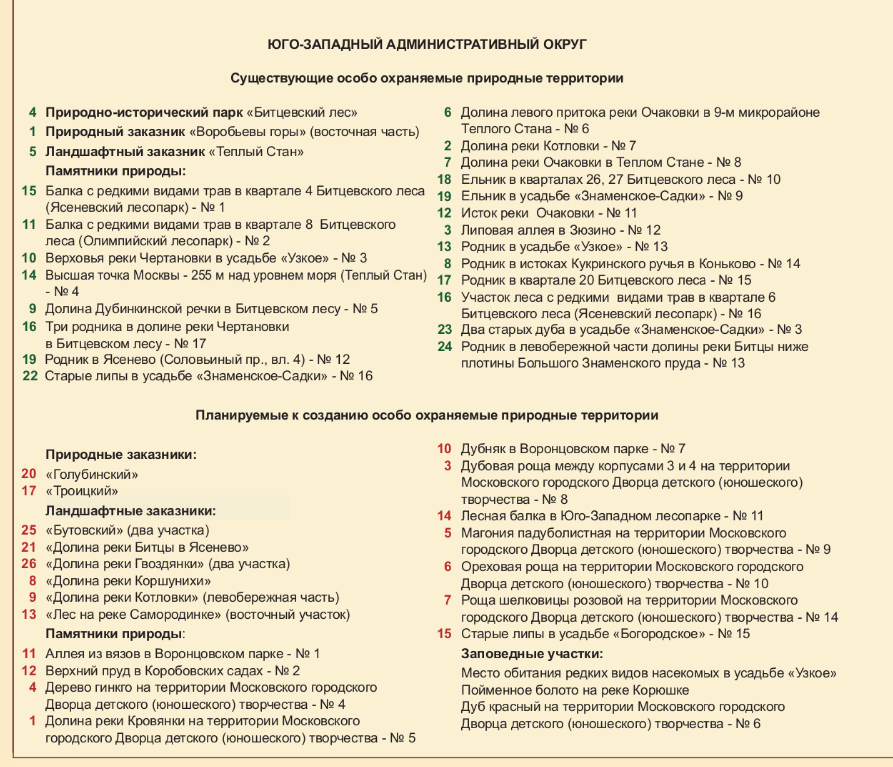 ЮГО-ЗАПАДНЫЙ АДМИНИСТРАТИВНЫЙ ОКРУГ
Существующие особо охраняемые природные территории
4 Природно-исторический парк «Битцевский лес»
1 Природный заказник «Воробьевы горы» (восточная часть)
5 Ландшафтный заказник «Теплый Стан»
Памятники природы:
15 Балка с редкими видами трав в квартале 4 Битцевского леса
(Ясеневский лесопарк) - № 1
11 Балка с редкими видами трав в квартале 8 Битцевского
леса (Олимпийский лесопарк) - № 2
10 Верховья реки Чертановки в усадьбе «Узкое» - № 3
14 Высшая точка Москвы - 255 м над уровнем моря (Теплый Стан)
- № 4
9 Долина Дубинкинской речки в Битцевском лесу - № 5
16 Три родника в долине реки Чертановки
в Битцевском лесу - № 17
19 Родник в Ясенево (Соловьиный пр., вл. 4) - № 12
22 Старые липы в усадьбе «Знаменское-Садки» - № 16
6 Долина левого притока реки Очаковки в 9-м микрорайоне
Теплого Стана - № 6
2 Долина реки Котловки - № 7
7 Долина реки Очаковки в Теплом Стане - № 8
18 Ельник в кварталах 26, 27 Битцевского леса - № 10
19 Ельник в усадьбе «Знаменское-Садки» - № 9
12 Исток реки Очаковки - № 11
3 Липовая аллея в Зюзино - № 12
13 Родник в усадьбе «Узкое» - № 13
8 Родник в истоках Кукринского ручья в Коньково - № 14
17 Родник в квартале 20 Битцевского леса - № 15
16 Участок леса с редкими видами трав в квартале 6
Битцевского леса (Ясеневский лесопарк) - № 16
23 Два старых дуба в усадьбе «Знаменское-Садки» - № 3
24 Родник в левобережной части долины реки Битцы ниже
плотины Большого Знаменского пруда - № 13
Планируемые к созданию особо охраняемые природные территории
Природные заказники:
20 «Голубинский»
17 «Троицкий»
Ландшафтные заказники:
25 «Бутовский» (два участка)
21 «Долина реки Битцы в Ясенево»
26 «Долина реки Гвоздянки» (два участка)
8 «Долина реки Коршунихи»
9 «Долина реки Котловки» (левобережная часть)
13 «Лес на реке Самородинке» (восточный участок)
Памятники природы:
11 Аллея из вязов в Воронцовском парке - № 1
12 Верхний пруд в Коробовских садах - № 2
4 Дерево гинкго на территории Московского городского
Дворца детского (юношеского) творчества - № 4
1 Долина реки Кровянки на территории Московского
городского Дворца детского (юношеского) творчества - № 5
10 Дубняк в Воронцовском парке - № 7
3 Дубовая роща между корпусами 3 и 4 на территории
Московского городского Дворца детского (юношеского)
творчества - № 8
14 Лесная балка в Юго-Западном лесопарке - № 11
5 Магония падуболистная на территории Московского
городского Дворца детского (юношеского) творчества - № 9
6 Ореховая роща на территории Московского городского
Дворца детского (юношеского) творчества - № 10
7 Роща шелковицы розовой на территории Московского
городского Дворца детского (юношеского) творчества - № 14
15 Старые липы в усадьбе «Богородское» - № 15
Заповедные участки:
Место обитания редких видов насекомых в усадьбе «Узкое»
Пойменное болото на реке Корюшке
Дуб красный на территории Московского городского
Дворца детского (юношеского) творчества - № 6